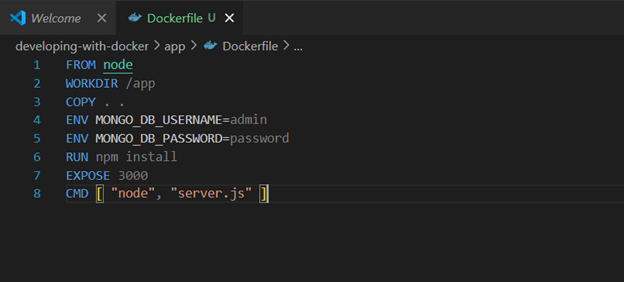 Welcome Dockerfile U
developing-with-docker > app > Dockerfile > ...
1 FROM node
2 WORKDIR /app
3 COPY . .
4 ENV MONGO_DB_USERNAME=admin
5 ENV MONGO_DB_PASSWORD=password
6 RUN npm install
7 EXPOSE 3000
8 CMD [ "node", "server.js" ]